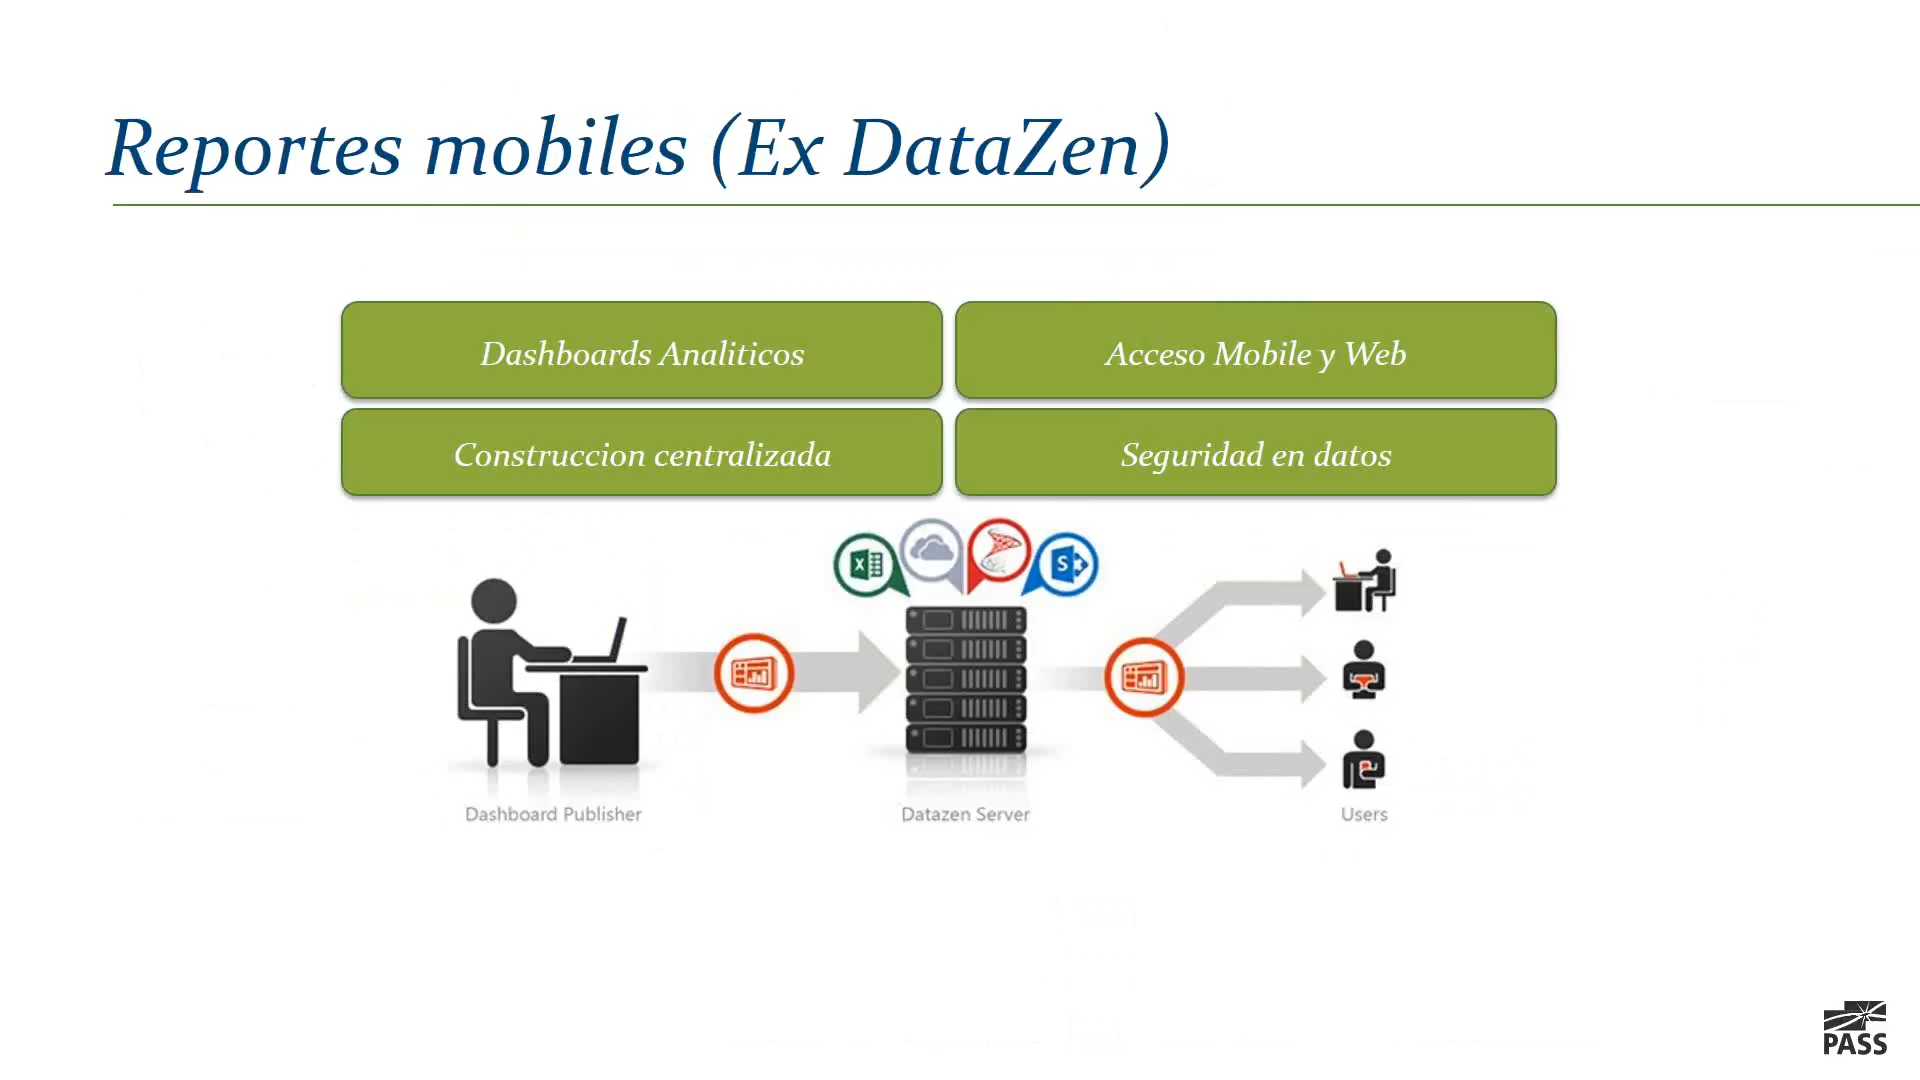 Reportes mobiles (Ex DataZen)
Dashboards Analiticos
Acceso Mobile y Web
Construccion centralizada
Seguridad en datos
X
S
Dashboard Publisher
Datazen Server
Users
PASS